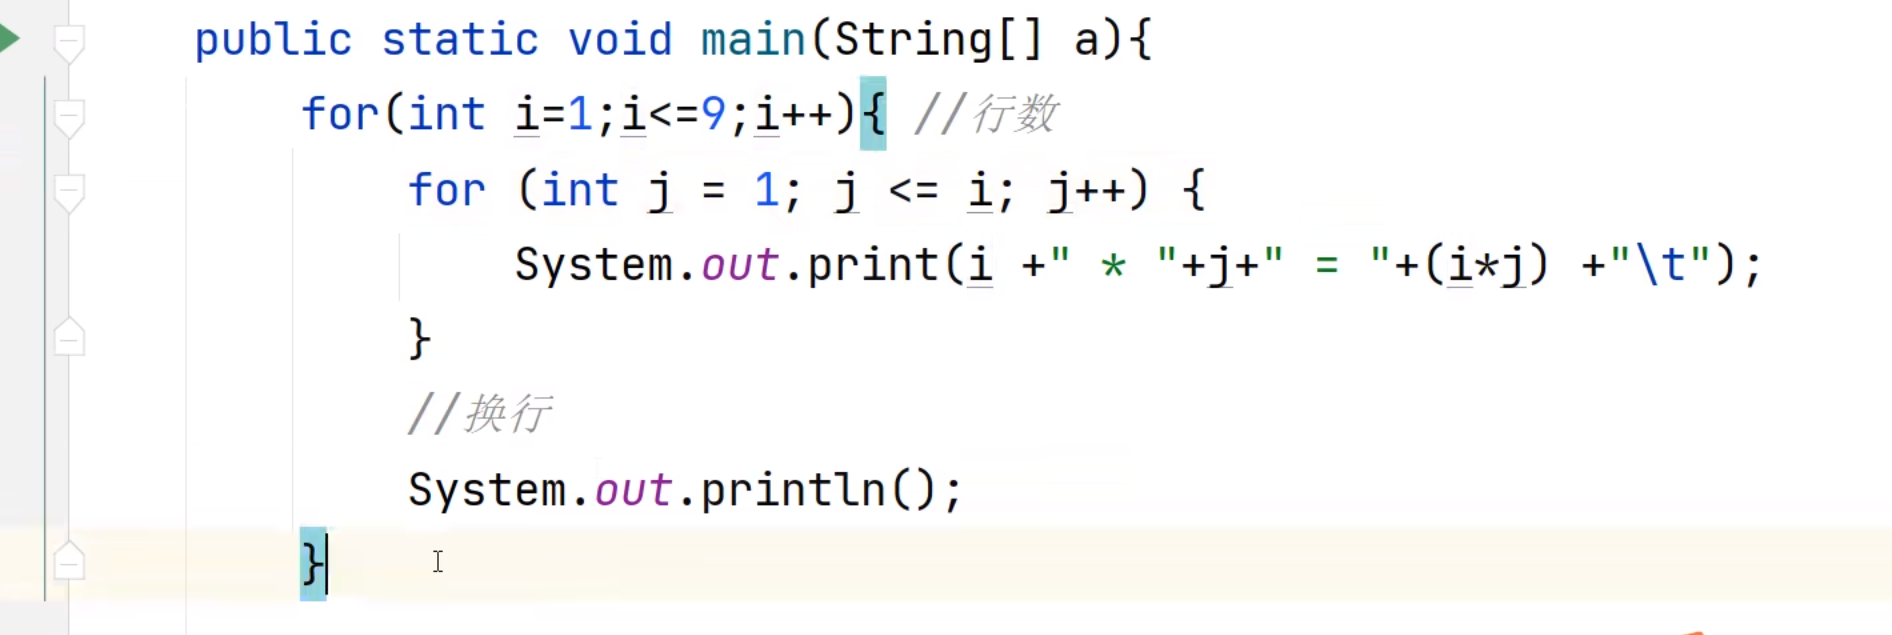 public static void main(String[] a){
for(int i=1;i<=9;i++){ //行数
for (int j = 1; j <= i; j++) {
System.out.print(i +" * "+j+" = "+(i*j) +"\t");
}
//换行
System.out.println();
}